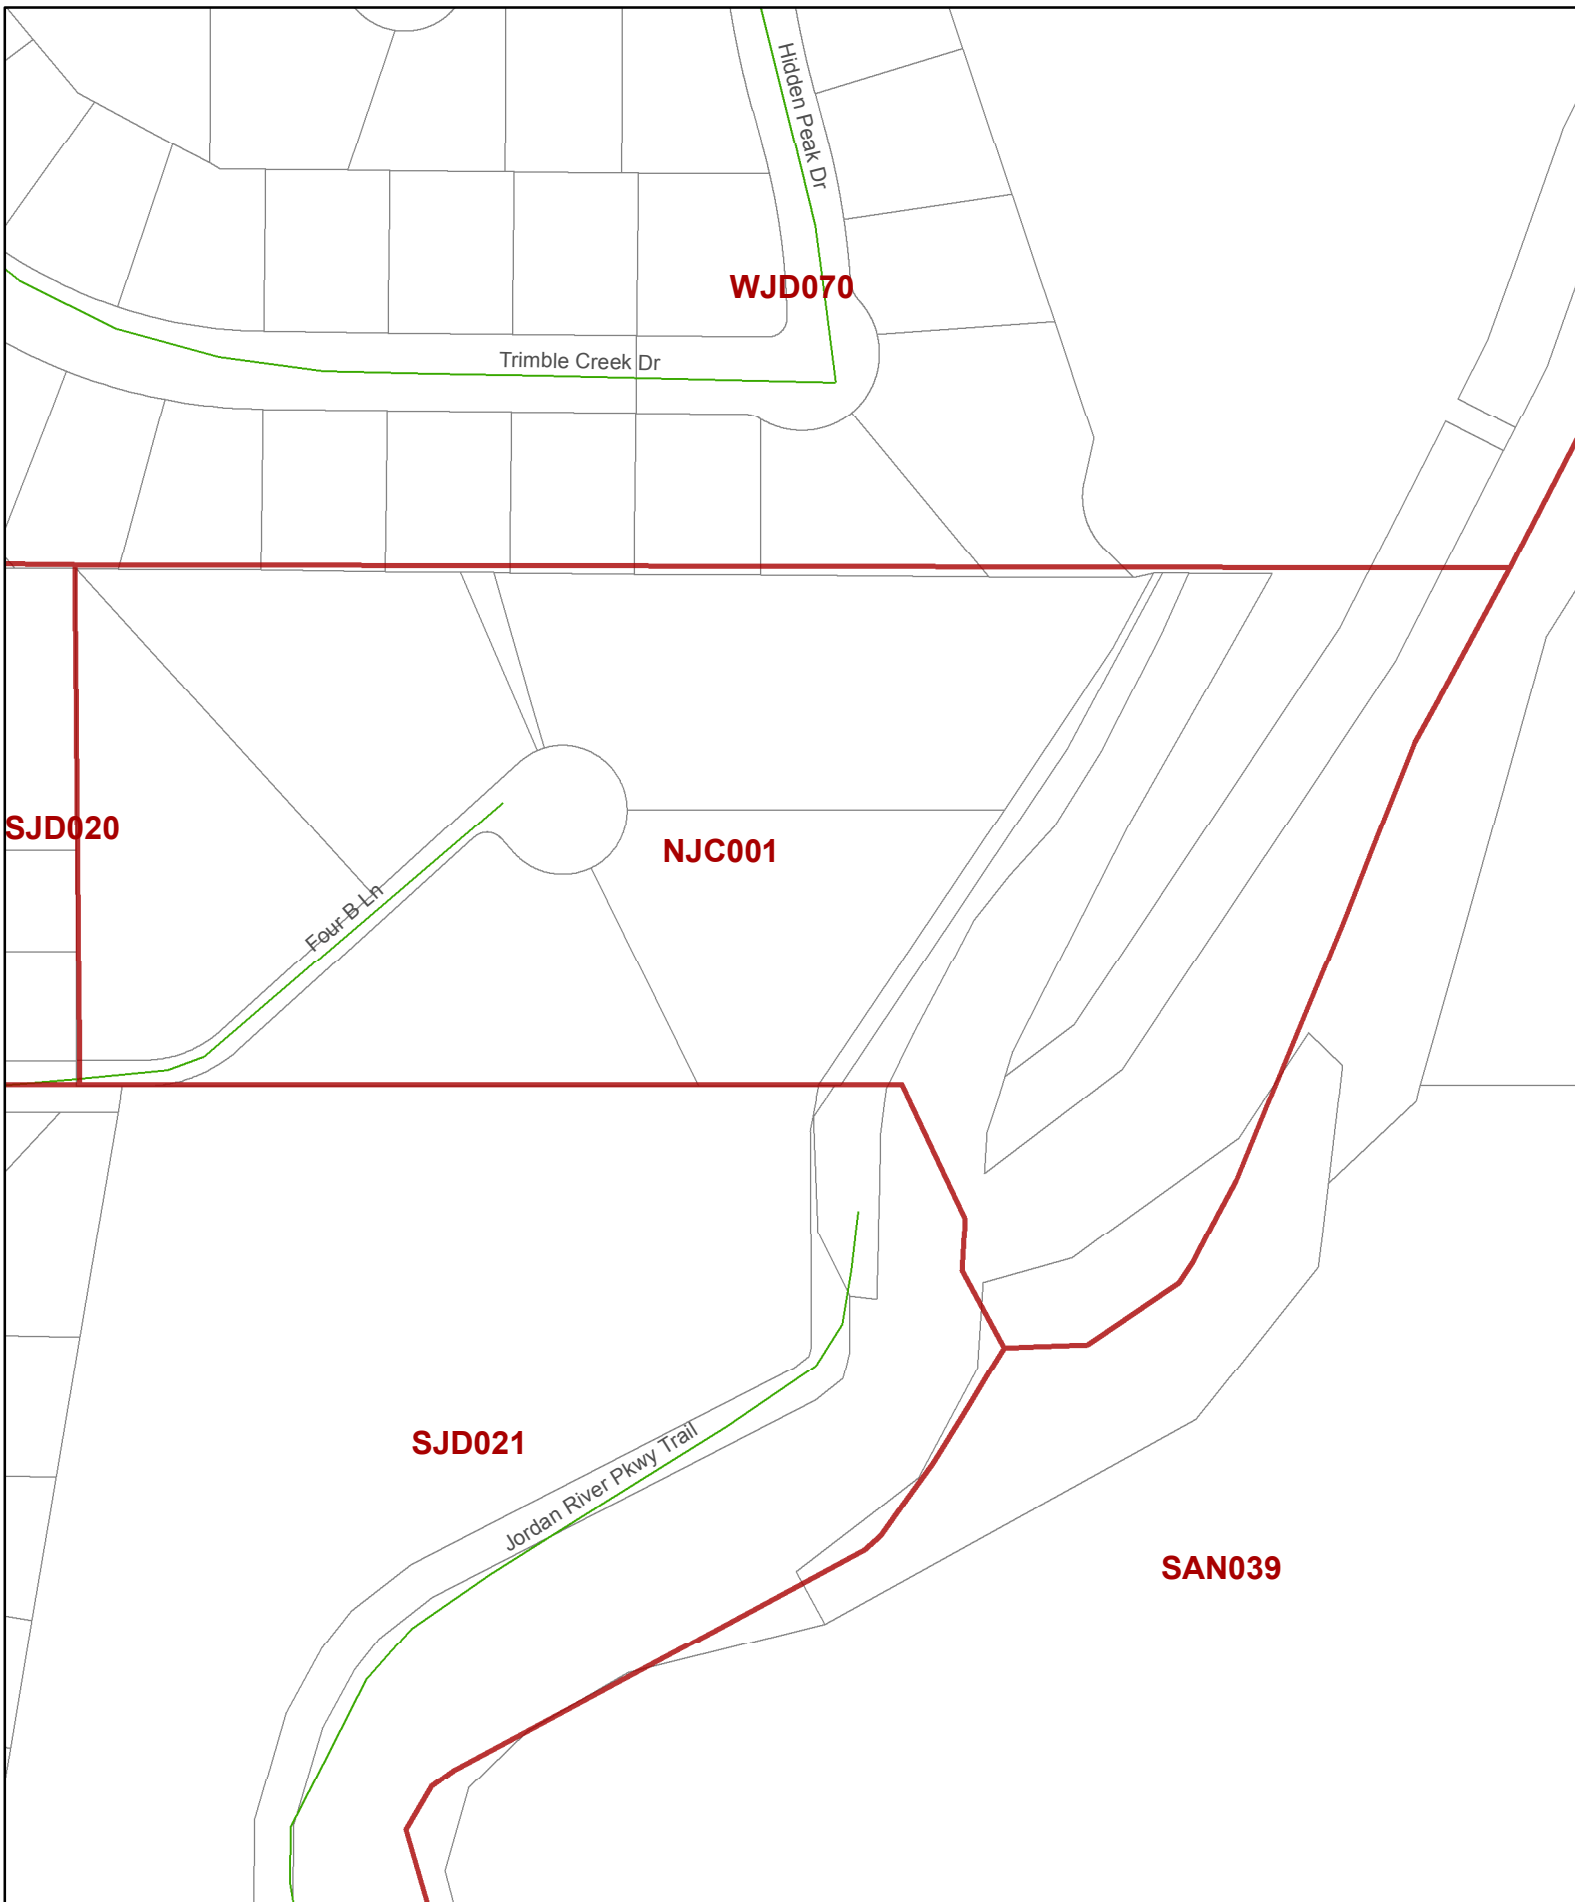 Hidden Peak Dr
WJD070
Trimble Creek Dr
SJD020
NJC001
Four B Ln
SJD021
Jordan River Pkwy Trail
SAN039